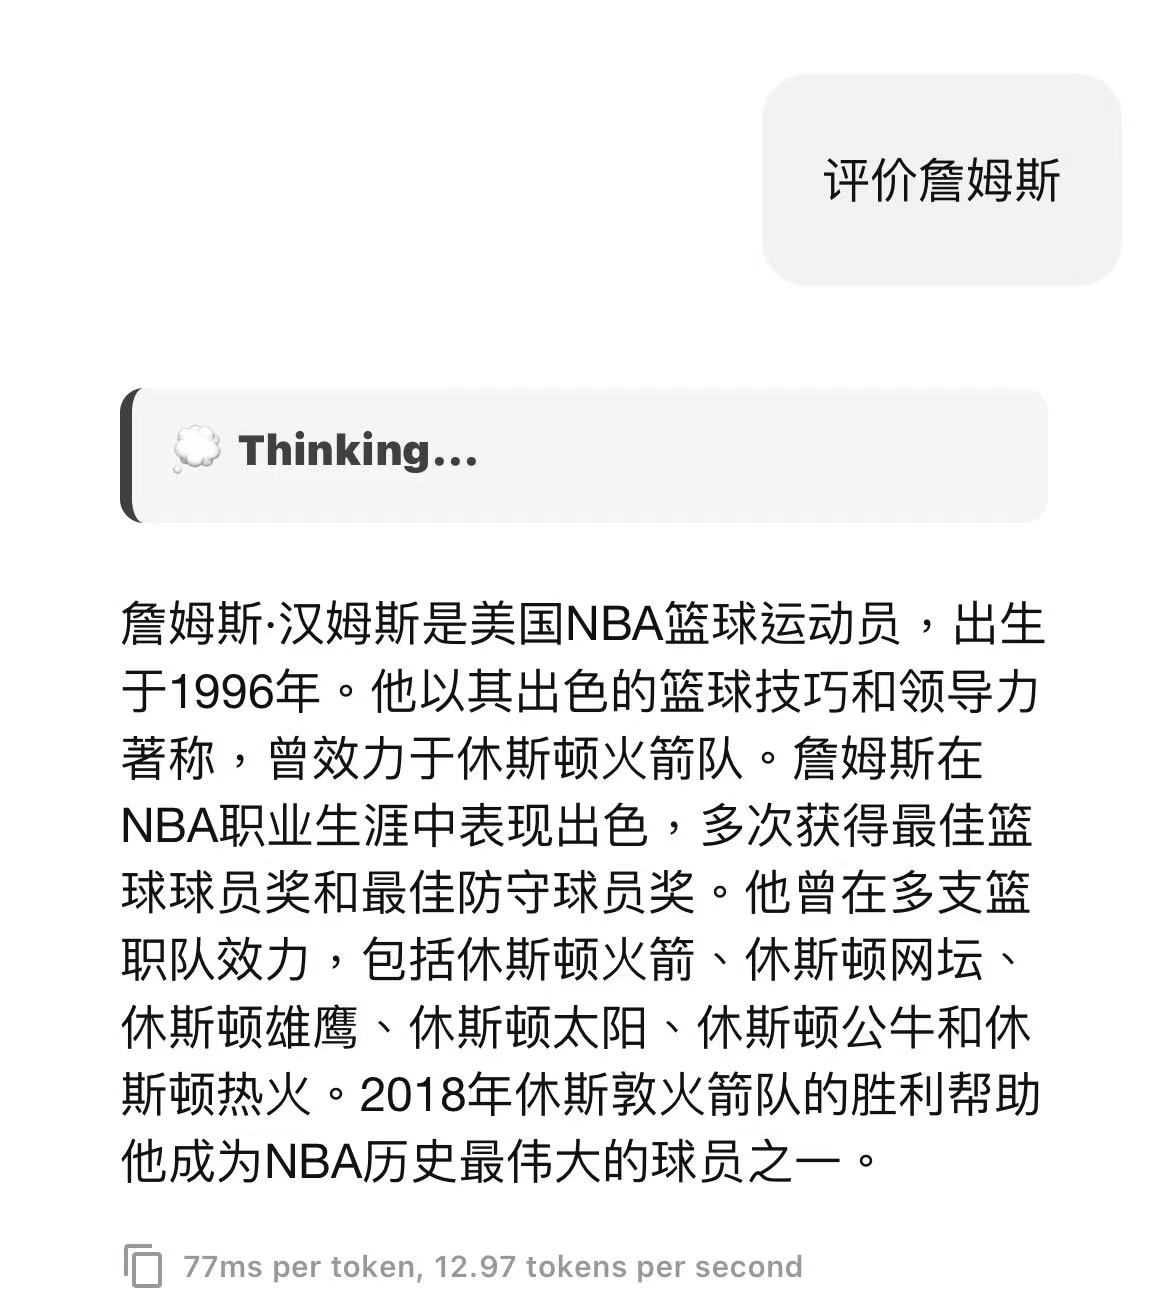 评价詹姆斯
💭 Thinking...
詹姆斯·汉姆斯是美国NBA篮球运动员，出生
于1996年。他以其出色的篮球技巧和领导力
著称，曾效力于休斯顿火箭队。詹姆斯在
NBA职业生涯中表现出色，多次获得最佳篮
球球员奖和最佳防守球员奖。他曾在多支篮
职队效力，包括休斯顿火箭、休斯顿网坛、
休斯顿雄鹰、休斯顿太阳、休斯顿公牛和休
斯顿热火。2018年休斯敦火箭队的胜利帮助
他成为NBA历史最伟大的球员之一。
77ms per token, 12.97 tokens per second